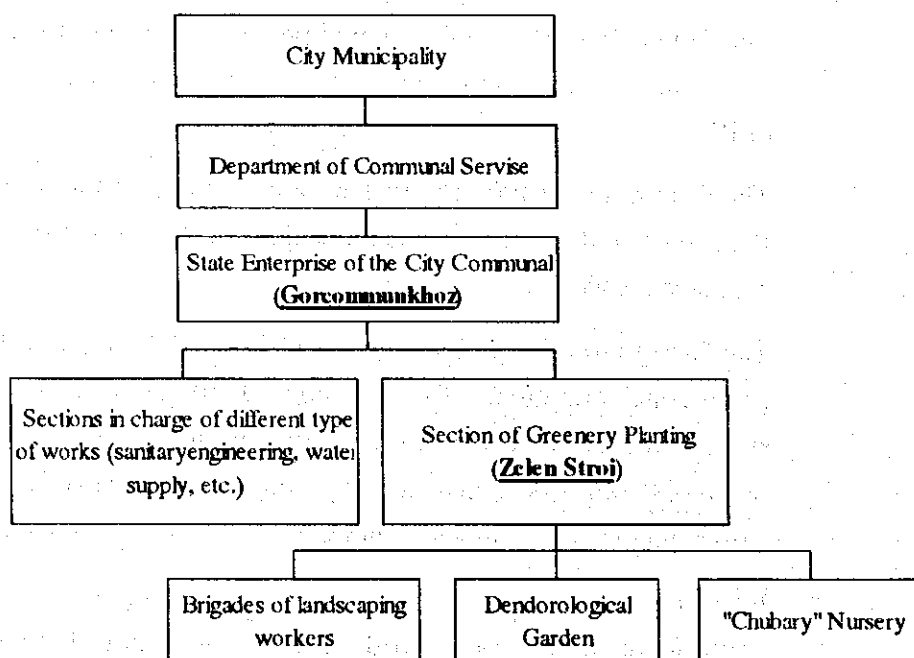 City Municipality
Department of Communal Servise
State Enterprise of the City Communal
(Gorcommunkhoz)
Sections in charge of different type
of works (sanitaryengineering, water
supply, etc.)
Section of Greenery Planting
(Zelen Stroi)
Brigades of landscaping
workers
Dendorological
Garden
"Chubary" Nursery